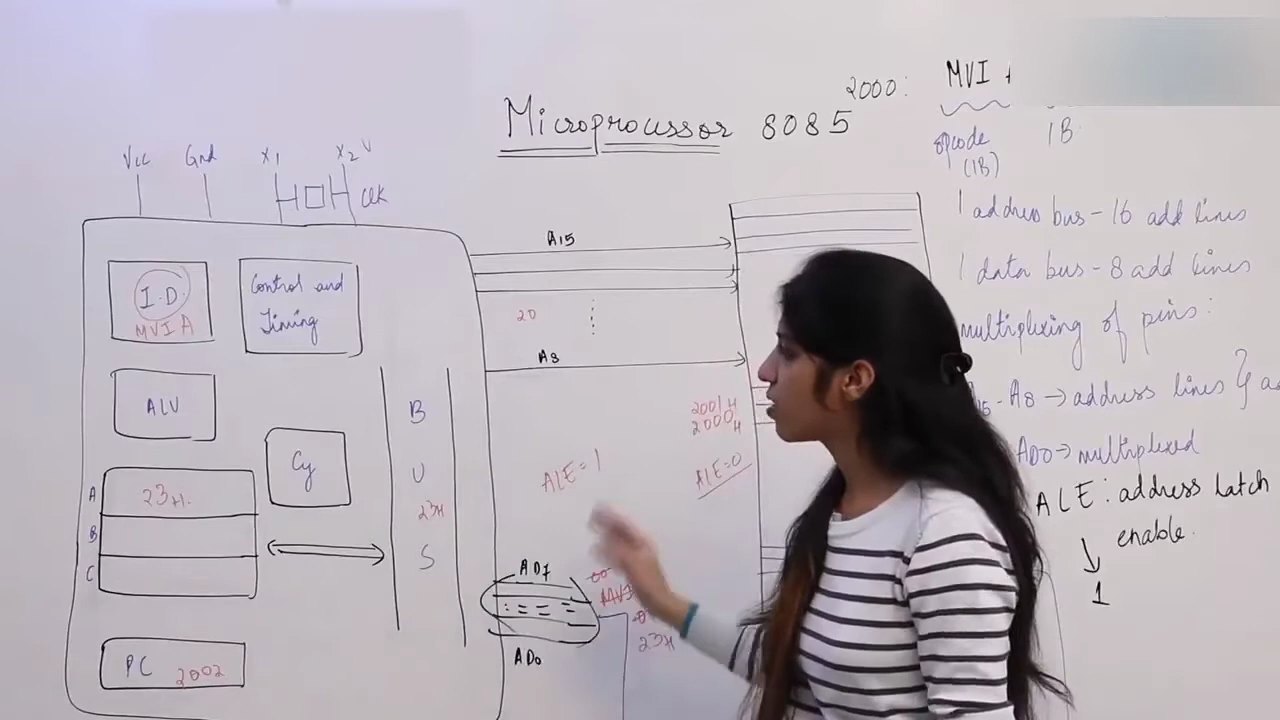 2000:
MVI
Microprocessor 8085
opcode
1B
(1B)
Vcc
Gnd
X1
X2
Clk
1 address bus - 16 add lines
A15
1 data bus - 8 add lines
I.D.
MVI A
Control and
Timing
20
multiplexing of pins:
A8
ALU
B
2001H
2000H
A8 → address lines }
Cy
U
AD0 → multiplexed
ALE = 1
ALE = 0
A
23H.
23H
ALE: address latch
B
enable.
C
S
AD7
1
23H
AD0
PC 2002